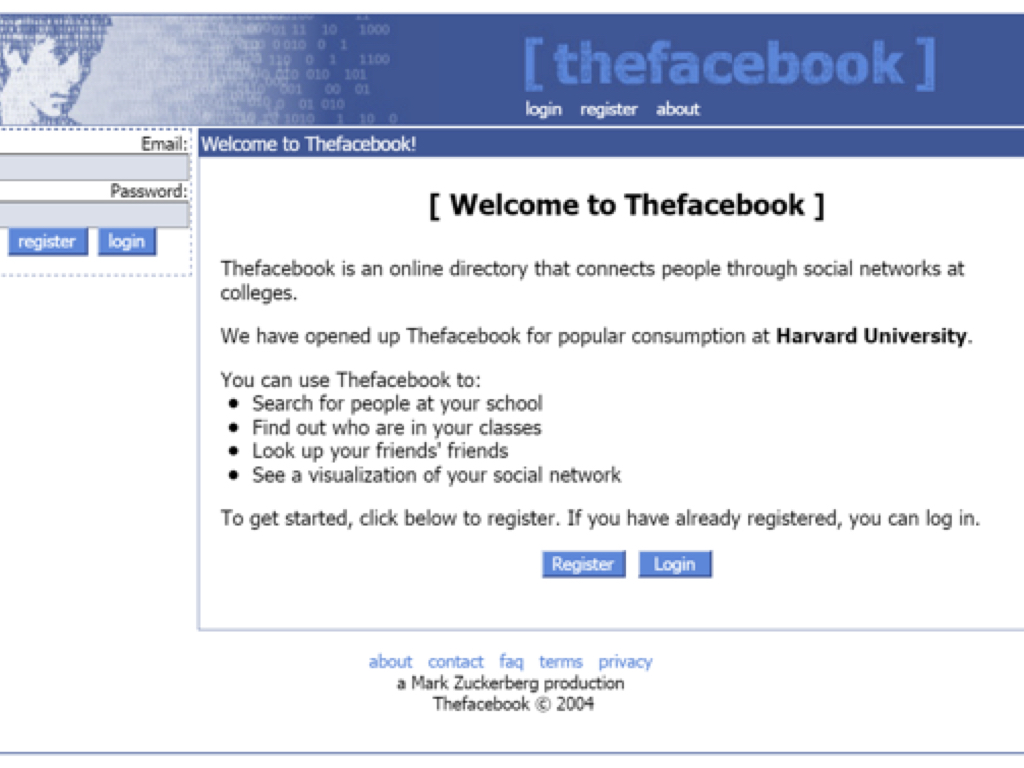 [ thefacebook ]
login register about
Email:
Password:
register login
Welcome to Thefacebook!
[ Welcome to Thefacebook ]
Thefacebook is an online directory that connects people through social networks at
colleges.
We have opened up Thefacebook for popular consumption at Harvard University.
You can use Thefacebook to:
• Search for people at your school
• Find out who are in your classes
• Look up your friends' friends
• See a visualization of your social network
To get started, click below to register. If you have already registered, you can log in.
Register Login
about contact faq terms privacy
a Mark Zuckerberg production
Thefacebook © 2004